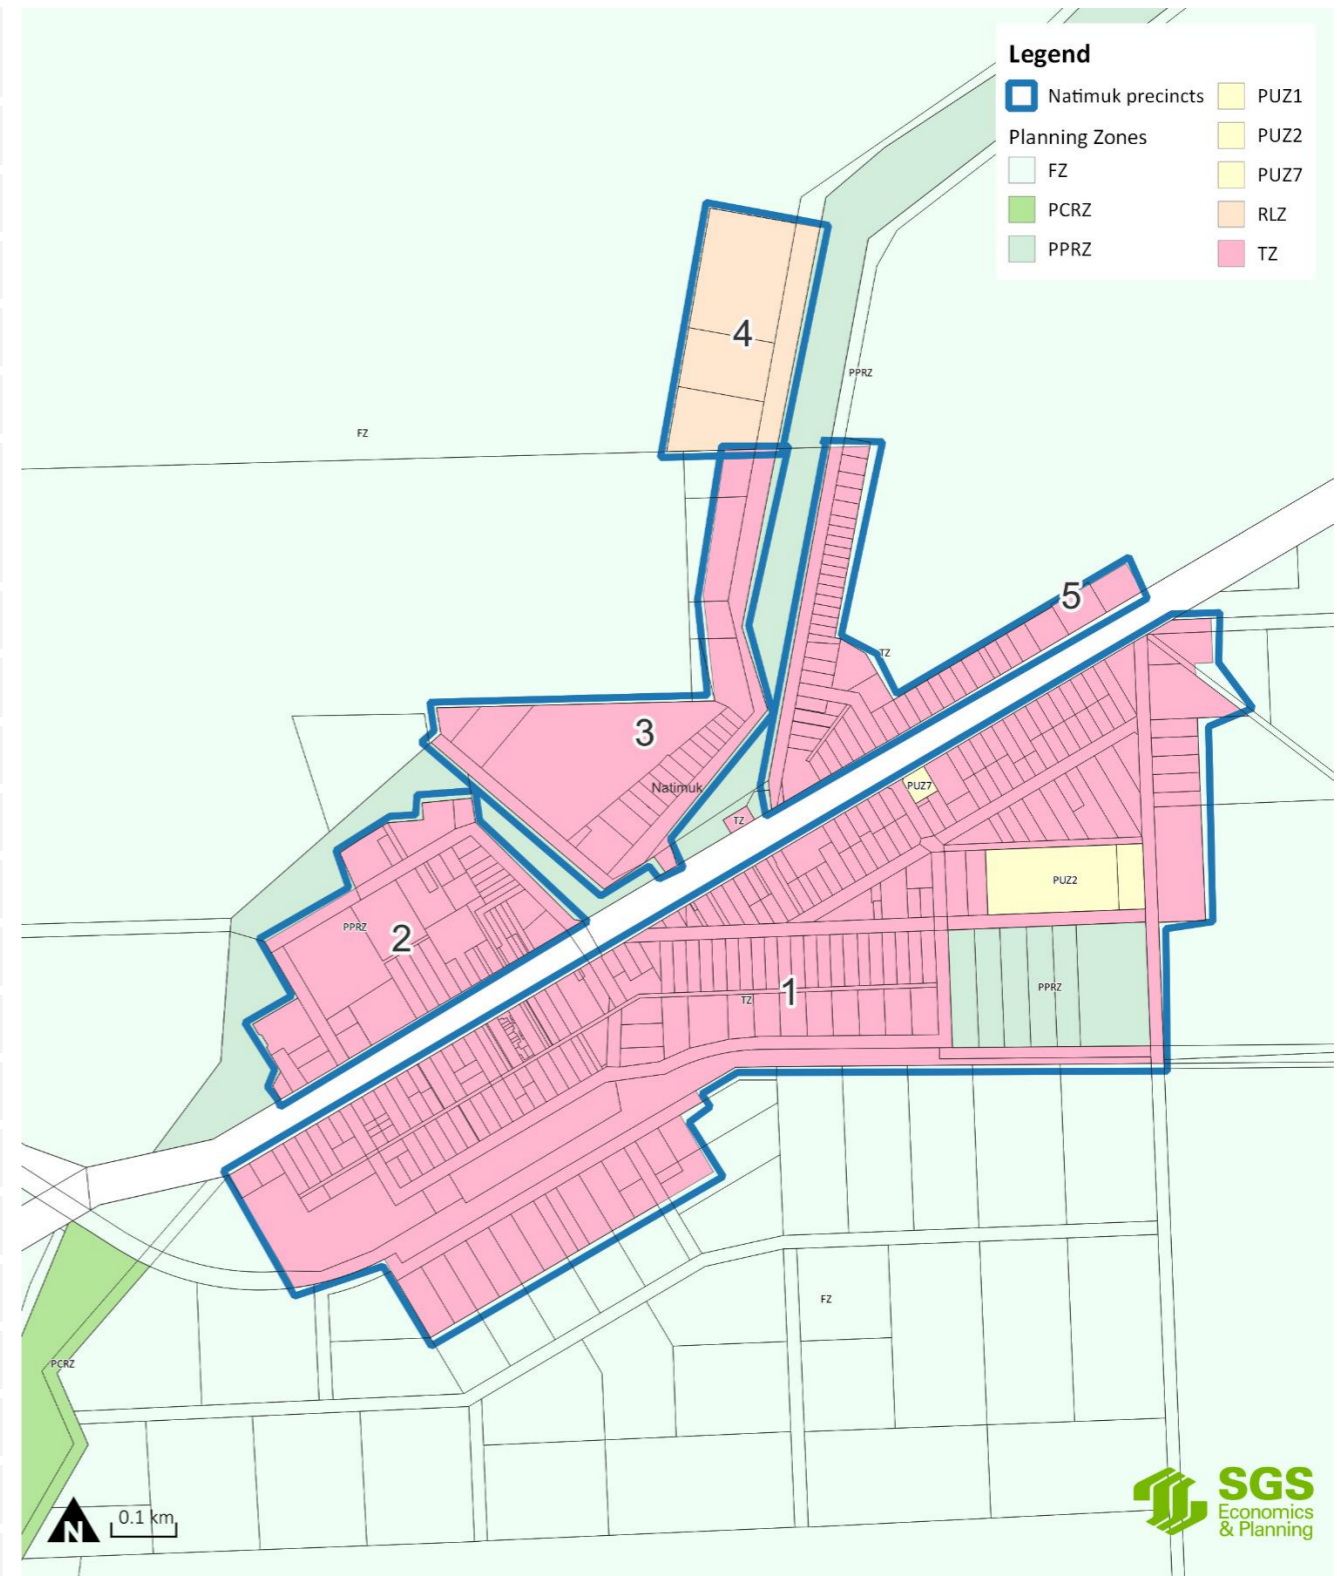 Legend
Natimuk precincts
Planning Zones
FZ
PCRZ
PPRZ
PUZ1
PUZ2
PUZ7
RLZ
TZ
4
PPRZ
FZ
5
TZ
3
Natimuk
PUZ7
TZ
PUZ2
PPRZ
2
PPRZ
TZ
1
FZ
PCRZ
N
0.1 km
SGS
Economics
& Planning